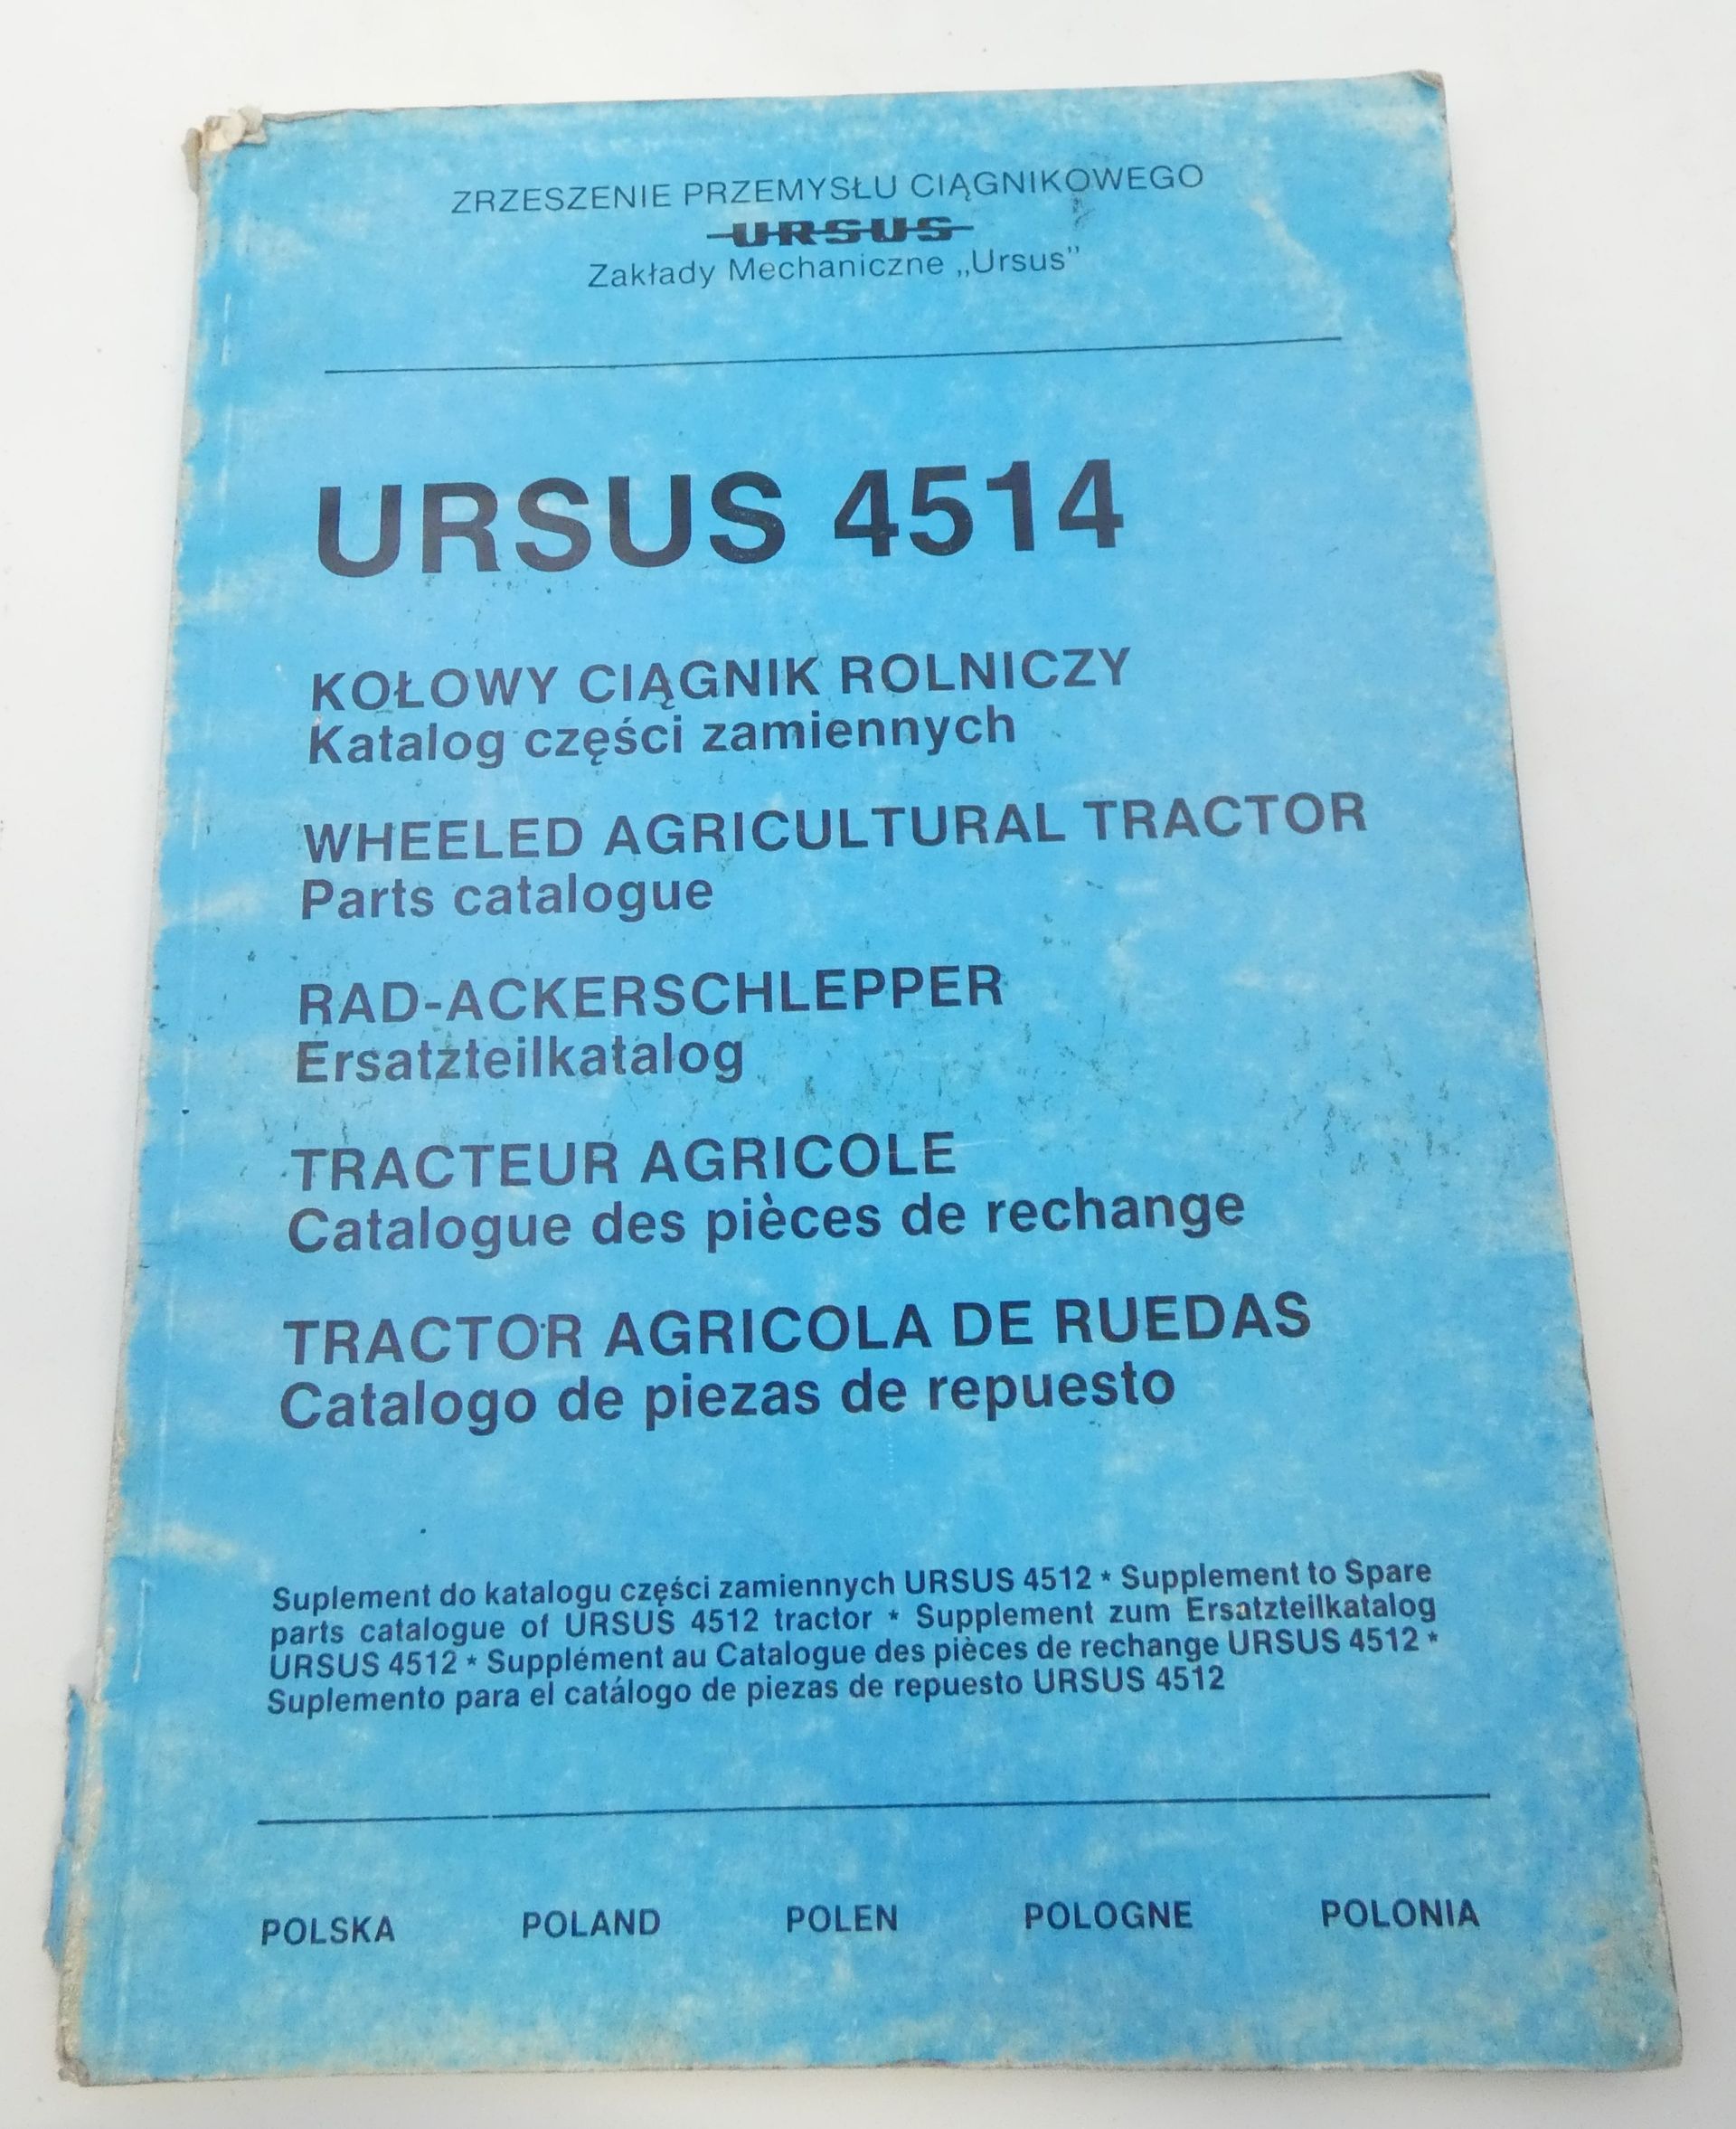 ZRZESZENIE PRZEMYSŁU CIĄGNIKOWEGO
URSUS
Zakłady Mechaniczne „Ursus”
URSUS 4514
KOŁOWY CIĄGNIK ROLNICZY
Katalog części zamiennych
WHEELED AGRICULTURAL TRACTOR
Parts catalogue
RAD-ACKERSCHLEPPER
Ersatzteilkatalog
TRACTEUR AGRICOLE
Catalogue des pièces de rechange
TRACTOR AGRICOLA DE RUEDAS
Catalogo de piezas de repuesto
Suplement do katalogu części zamiennych URSUS 4512 * Supplement to Spare
parts catalogue of URSUS 4512 tractor * Supplement zum Ersatzteilkatalog
URSUS 4512 * Supplément au Catalogue des pièces de rechange URSUS 4512 *
Suplemento para el catálogo de piezas de repuesto URSUS 4512
POLSKA POLAND POLEN POLOGNE POLONIA